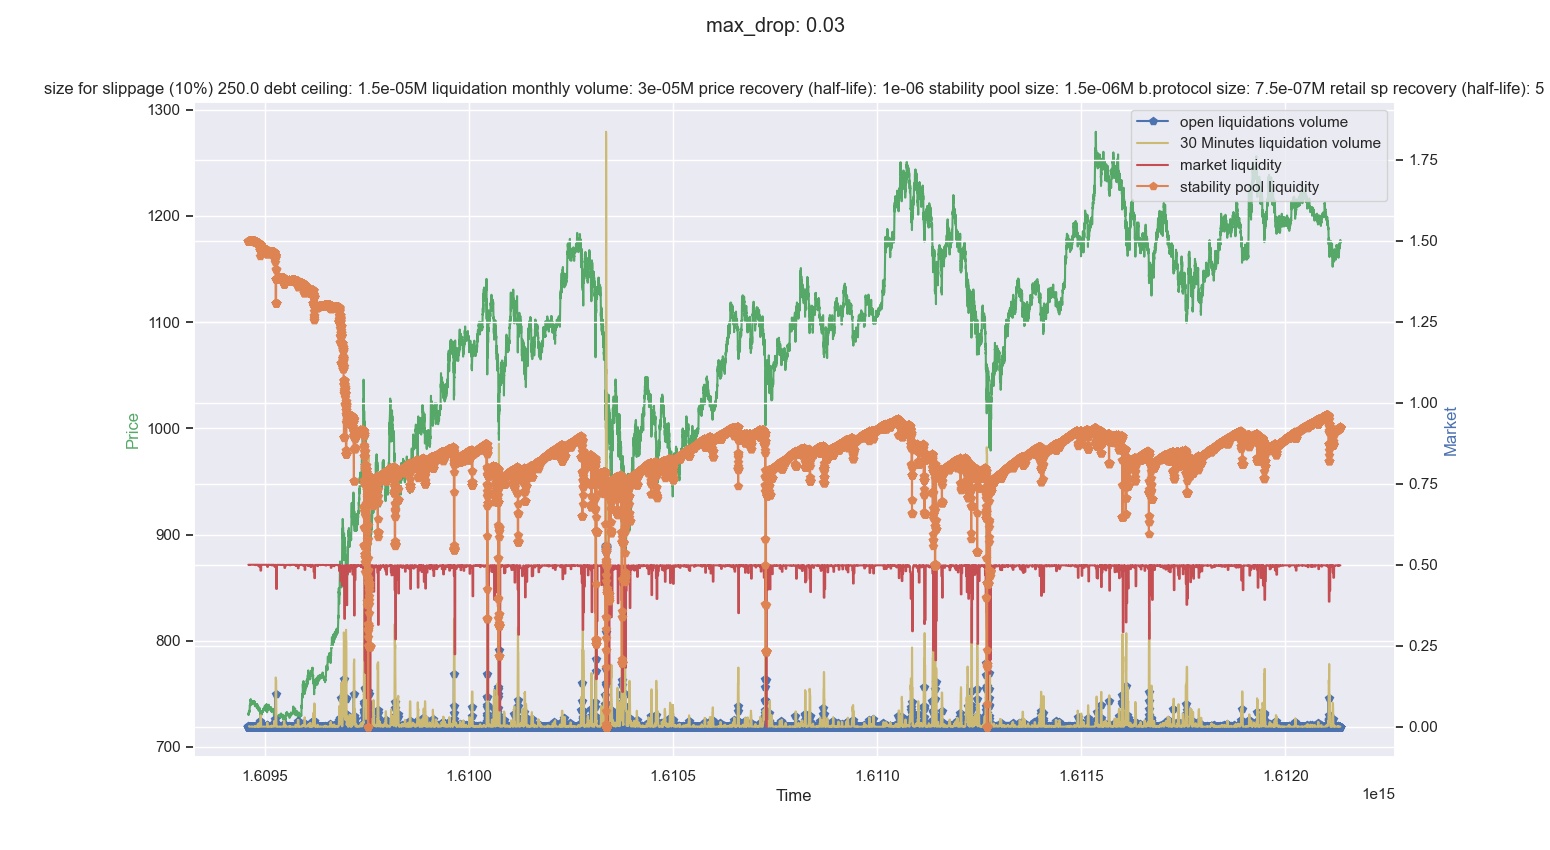 max_drop: 0.03
size for slippage (10%) 250.0 debt ceiling: 1.5e-05M liquidation monthly volume: 3e-05M price recovery (half-life): 1e-06 stability pool size: 1.5e-06M b.protocol size: 7.5e-07M retail sp recovery (half-life): 5
open liquidations volume
30 Minutes liquidation volume
market liquidity
stability pool liquidity
1300
1200
1100
1000
900
800
700
Price
1.75
1.50
1.25
1.00
0.75
0.50
0.25
0.00
Market
1.6095
1.6100
1.6105
1.6110
1.6115
1.6120
1e15
Time